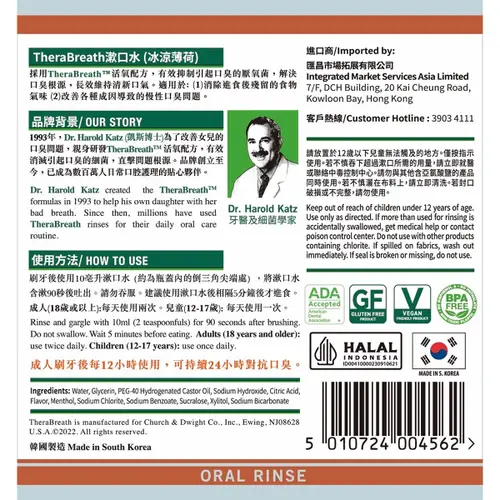 TheraBreath漱口水 (冰涼薄荷)
採用TheraBreath™活氧配方，有效抑制引起口臭的厭氧菌，解決
口臭根源，長效維持清新口氣。適用於: (1)消除進食後殘留的食物
氣味 (2)改善各種成因導致的慢性口臭問題。
品牌背景/ OUR STORY
1993年，Dr. Harold Katz (凱斯博士)為了改善女兒的
口臭問題，親身研發TheraBreath™活氧配方，有效
消減引起口臭的細菌，直擊問題根源。品牌創立至
今，已成為數百萬人日常口腔護理的貼心夥伴。
Dr. Harold Katz created the TheraBreath™
formulas in 1993 to help his own daughter with her
bad breath. Since then, millions have used
TheraBreath rinses for their daily oral care
routine.
Dr. Harold Katz
牙醫及細菌學家
使用方法/ HOW TO USE
刷牙後使用10毫升漱口水 (約為瓶蓋內的倒三角尖端處)，將漱口水
含漱90秒後吐出。請勿吞服。建議使用漱口水後相隔5分鐘後才進食。
成人(18歲或以上):每天使用兩次。兒童(12-17歲): 每天使用一次。
Rinse and gargle with 10ml (2 teaspoonfuls) for 90 seconds after brushing.
Do not swallow. Wait 5 minutes before eating. Adults (18 years and older):
use twice daily. Children (12-17 years): use once daily.
成人刷牙後每12小時使用，可持續24小時對抗口臭。
Ingredients: Water, Glycerin, PEG-40 Hydrogenated Castor Oil, Sodium Hydroxide, Citric Acid,
Flavor, Menthol, Sodium Chlorite, Sodium Benzoate, Sucralose, Xylitol, Sodium Bicarbonate
TheraBreath is manufactured for Church & Dwight Co., Inc., Ewing, NJ08628
U.S.A.©2022. All rights reserved.
韓國製造 Made in South Korea
進口商/Imported by:
匯昌市場拓展有限公司
Integrated Market Services Asia Limited
7/F, DCH Building, 20 Kai Cheung Road,
Kowloon Bay, Hong Kong
客戶熱線/Customer Hotline : 3903 4111
請放置於12歲以下兒童無法觸及的地方。僅按照指示
使用。若不慎吞下超過漱口所需的用量，請立即就醫
或聯絡中毒控制中心。請勿與其他含亞氯酸鹽的產品
同時使用。若不慎灑在布料上，請立即清洗。若封口
破損或不完整，請勿使用。
Keep out of reach of children under 12 years of age.
Use only as directed. If more than used for rinsing is
accidentally swallowed, get medical help or contact
poison control center. Do not use with other products
containing chlorite. If spilled on fabrics, wash out
immediately. If seal is broken or missing, do not use.
ADA
Accepted
American
Dental
Association
GF
GLUTEN FREE
PRODUCT
V
VEGAN
FRIENDLY PRODUCT
BPA
FREE
HALAL
INDONESIA
ID0041000230910621
MADE IN S. KOREA
5 010724 004562
ORAL RINSE